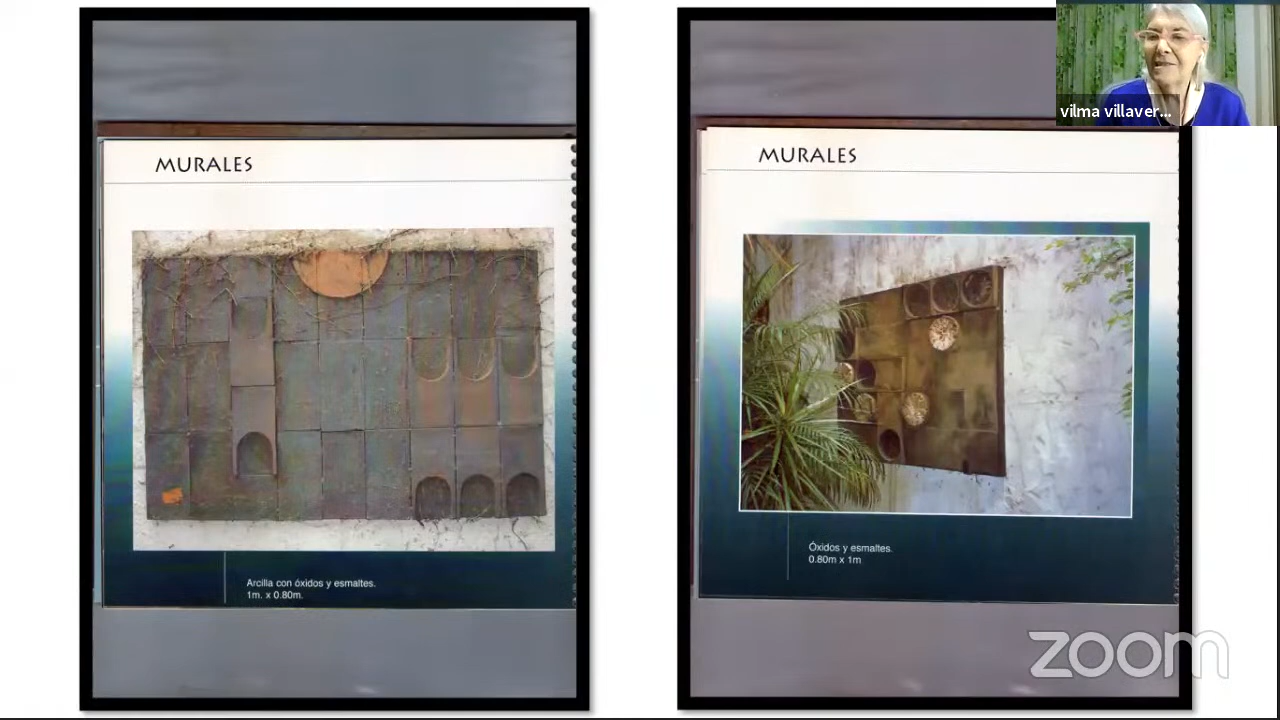 MURALES
Arcilla con óxidos y esmaltes.
1m. x 0.80m.
MURALES
Óxidos y esmaltes.
0.80m x 1m
vilma villaver...
zoom